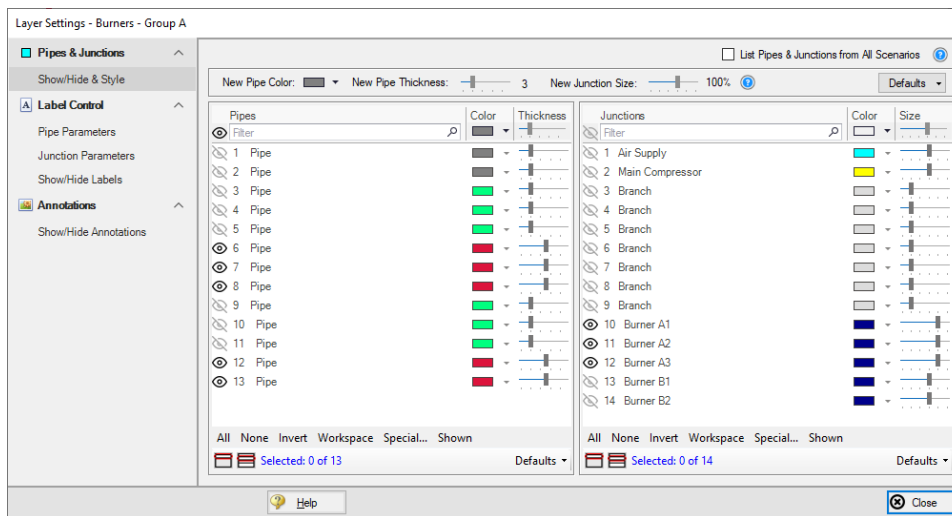 Layer Settings - Burners - Group A
Pipes & Junctions
Show/Hide & Style
A Label Control
Pipe Parameters
Junction Parameters
Show/Hide Labels
Annotations
Show/Hide Annotations
List Pipes & Junctions from All Scenarios ?
New Pipe Color: New Pipe Thickness: 3 New Junction Size: 100% ? Defaults
Pipes Color Thickness
Filter
1 Pipe
2 Pipe
3 Pipe
4 Pipe
5 Pipe
6 Pipe
7 Pipe
8 Pipe
9 Pipe
10 Pipe
11 Pipe
12 Pipe
13 Pipe
All None Invert Workspace Special... Shown
Selected: 0 of 13 Defaults
Junctions Color Size
Filter
1 Air Supply
2 Main Compressor
3 Branch
4 Branch
5 Branch
6 Branch
7 Branch
8 Branch
9 Branch
10 Burner A1
11 Burner A2
12 Burner A3
13 Burner B1
14 Burner B2
All None Invert Workspace Special... Shown
Selected: 0 of 14 Defaults
? Help
Close